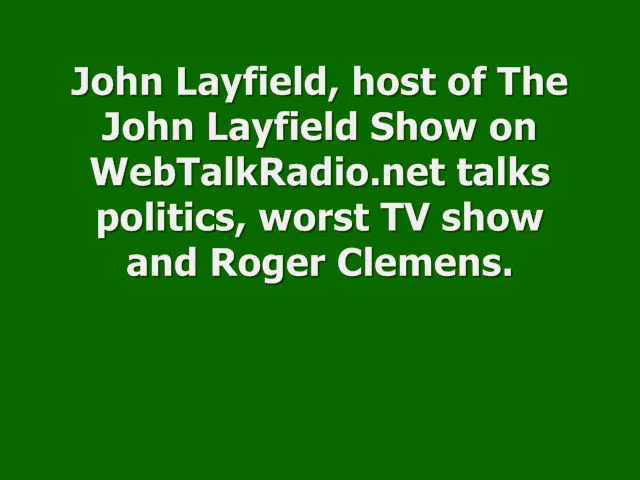 John Layfield, host of The
John Layfield Show on
WebTalkRadio.net talks
politics, worst TV show
and Roger Clemens.